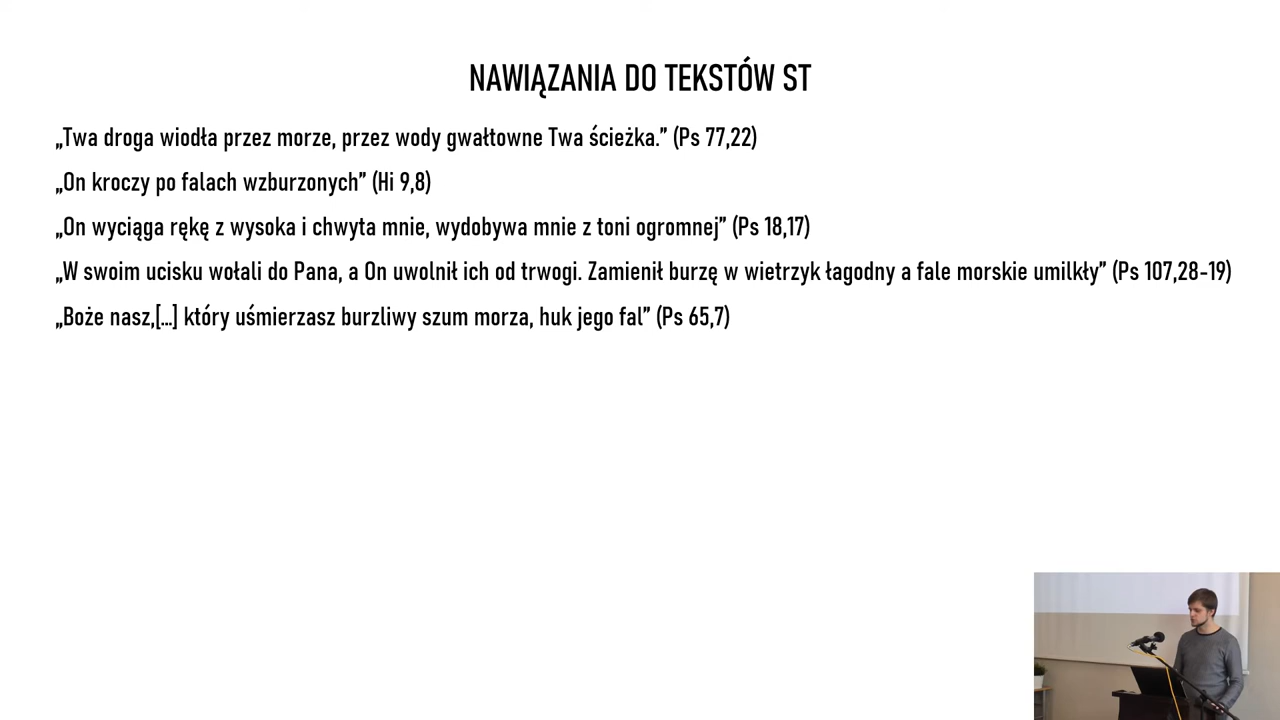 NAWIĄZANIA DO TEKSTÓW ST
„Twa droga wiodła przez morze, przez wody gwałtowne Twa ścieżka.” (Ps 77,22)
„On kroczy po falach wzburzonych” (Hi 9,8)
„On wyciąga rękę z wysoka i chwyta mnie, wydobywa mnie z toni ogromnej” (Ps 18,17)
„W swoim ucisku wołali do Pana, a On uwolnił ich od trwogi. Zamienił burzę w wietrzyk łagodny a fale morskie umilkły” (Ps 107,28-19)
„Boże nasz,[...] który uśmierzasz burzliwy szum morza, huk jego fal” (Ps 65,7)